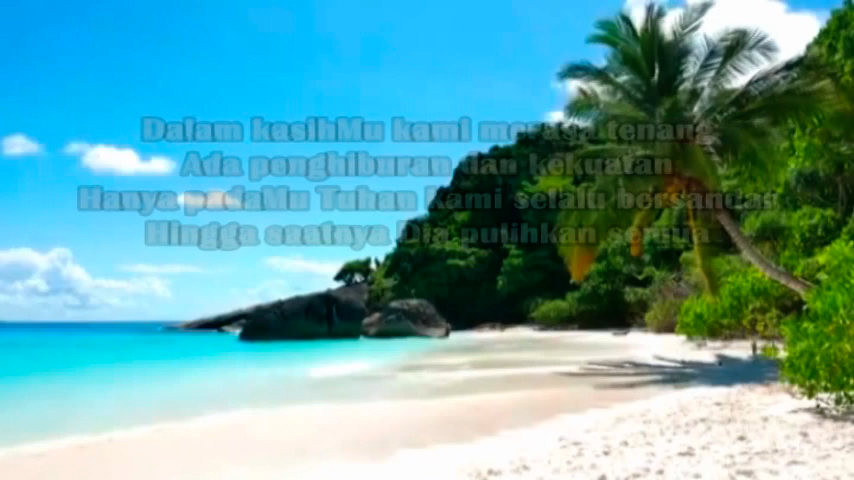 Dalam kasihMu kami merasa tenang
Ada penghiburan dan kekuatan
Hanya padaMu Tuhan Kami selalu bersandar
Hingga saatnya Dia pulihkan semua